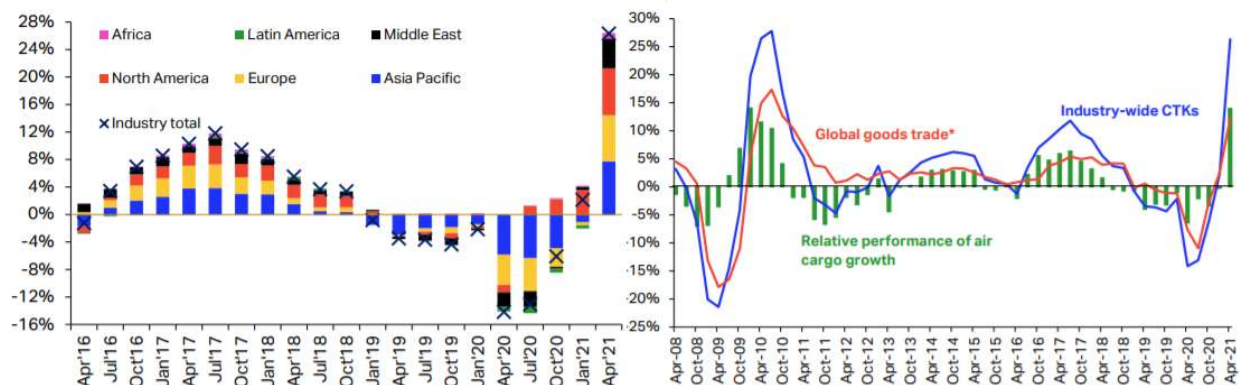 28%
24%
20%
16%
12%
8%
4%
0%
-4%
-8%
-12%
-16%
Africa
Latin America
Middle East
North America
Europe
Asia Pacific
Industry total
Apr'16
Jul'16
Oct'16
Jan'17
Apr'17
Jul'17
Oct'17
Jan'18
Apr'18
Jul'18
Oct'18
Jan'19
Apr'19
Jul'19
Oct'19
Jan'20
Apr'20
Jul'20
Oct'20
Jan'21
Apr'21
30%
25%
20%
15%
10%
5%
0%
-5%
-10%
-15%
-20%
-25%
Industry-wide CTKs
Global goods trade*
Relative performance of air
cargo growth
Apr-08
Oct-08
Apr-09
Oct-09
Apr-10
Oct-10
Apr-11
Oct-11
Apr-12
Oct-12
Apr-13
Oct-13
Apr-14
Oct-14
Apr-15
Oct-15
Apr-16
Oct-16
Apr-17
Oct-17
Apr-18
Oct-18
Apr-19
Oct-19
Apr-20
Oct-20
Apr-21